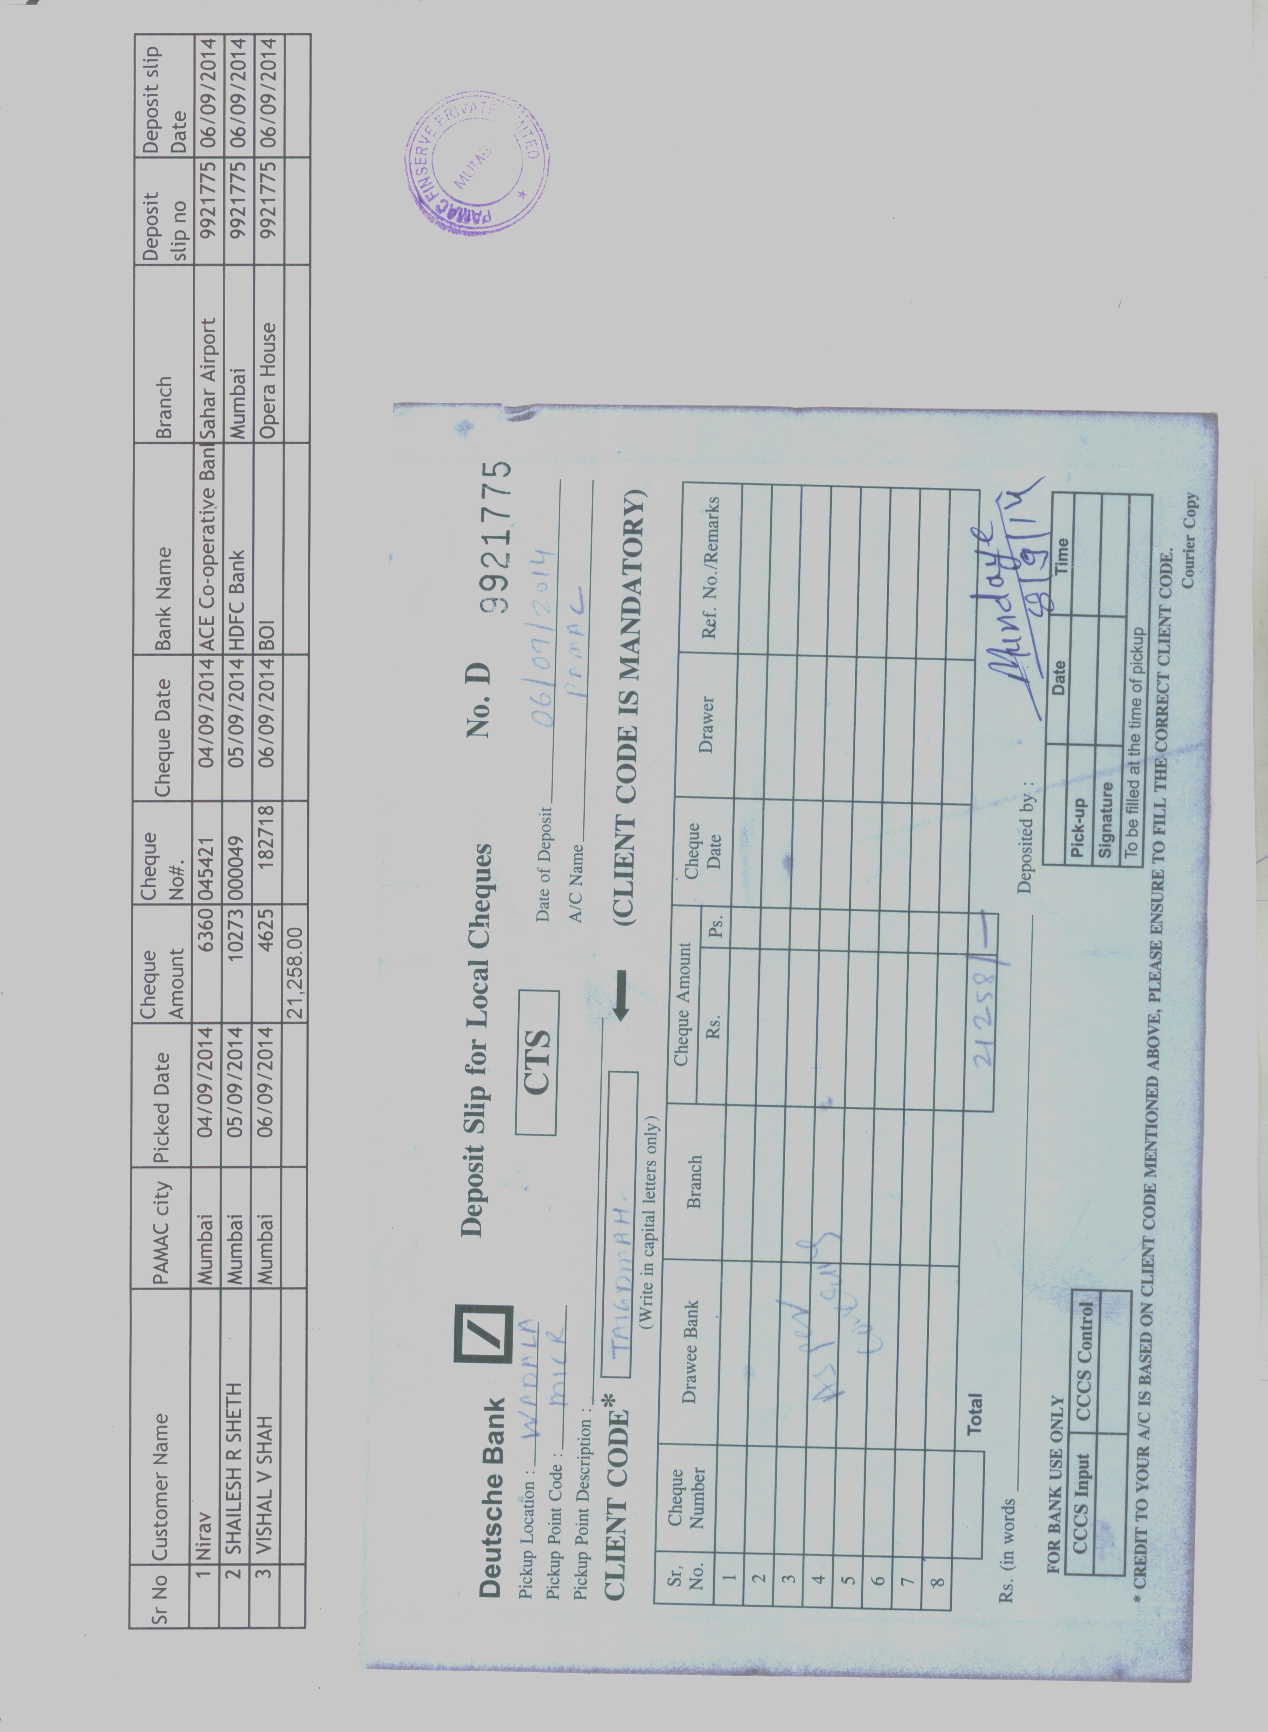 Sr No Customer Name PAMAC city Picked Date Cheque Amount Cheque No#. Cheque Date Bank Name Branch Deposit slip no Deposit slip Date
1 Nirav Mumbai 04/09/2014 6360 045421 04/09/2014 ACE Co-operative Bank Sahar Airport 9921775 06/09/2014
2 SHAILESH R SHETH Mumbai 05/09/2014 10273 000049 05/09/2014 HDFC Bank Mumbai 9921775 06/09/2014
3 VISHAL V SHAH Mumbai 06/09/2014 4625 182718 06/09/2014 BOI Opera House 9921775 06/09/2014
21,258.00
PAMAC FINSERVE PRIVATE LIMITED
Deutsche Bank Deposit Slip for Local Cheques No. D 9921775
Pickup Location : WADALA CTS Date of Deposit 06/09/2014
Pickup Point Code : MICR A/C Name PAMAC
Pickup Point Description :
CLIENT CODE* (CLIENT CODE IS MANDATORY)
(Write in capital letters only)
Sr. No. Cheque Number Drawee Bank Branch Cheque Amount Rs. Ps. Cheque Date Drawer Ref. No./Remarks
1
2
3
4 As per
5
6
7
8
Total 21258/-
Rs. (in words Deposited by :
8/9/14
FOR BANK USE ONLY
CCCS Input CCCS Control
Date Time
Pick-up
Signature
To be filled at the time of pickup
* CREDIT TO YOUR A/C IS BASED ON CLIENT CODE MENTIONED ABOVE, PLEASE ENSURE TO FILL THE CORRECT CLIENT CODE.
Courier Copy